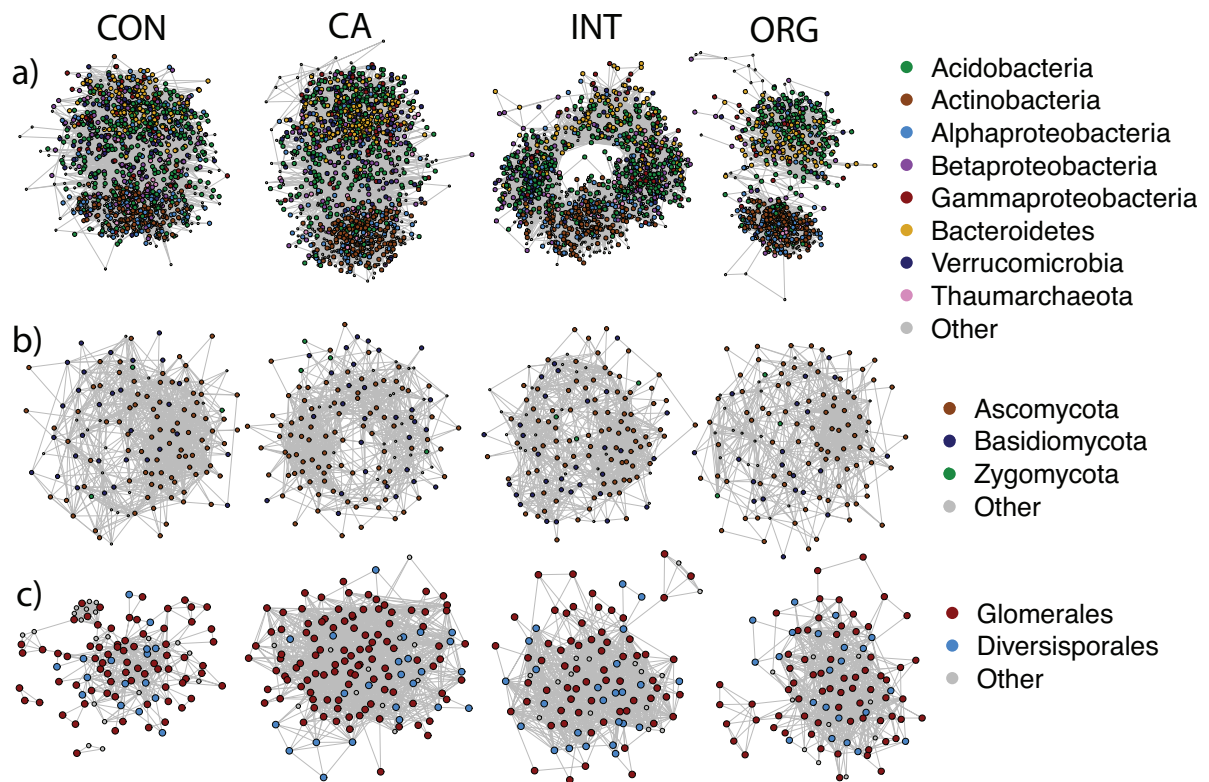 CON CA INT ORG
a)
Acidobacteria
Actinobacteria
Alphaproteobacteria
Betaproteobacteria
Gammaproteobacteria
Bacteroidetes
Verrucomicrobia
Thaumarchaeota
Other
b)
Ascomycota
Basidiomycota
Zygomycota
Other
c)
Glomerales
Diversisporales
Other